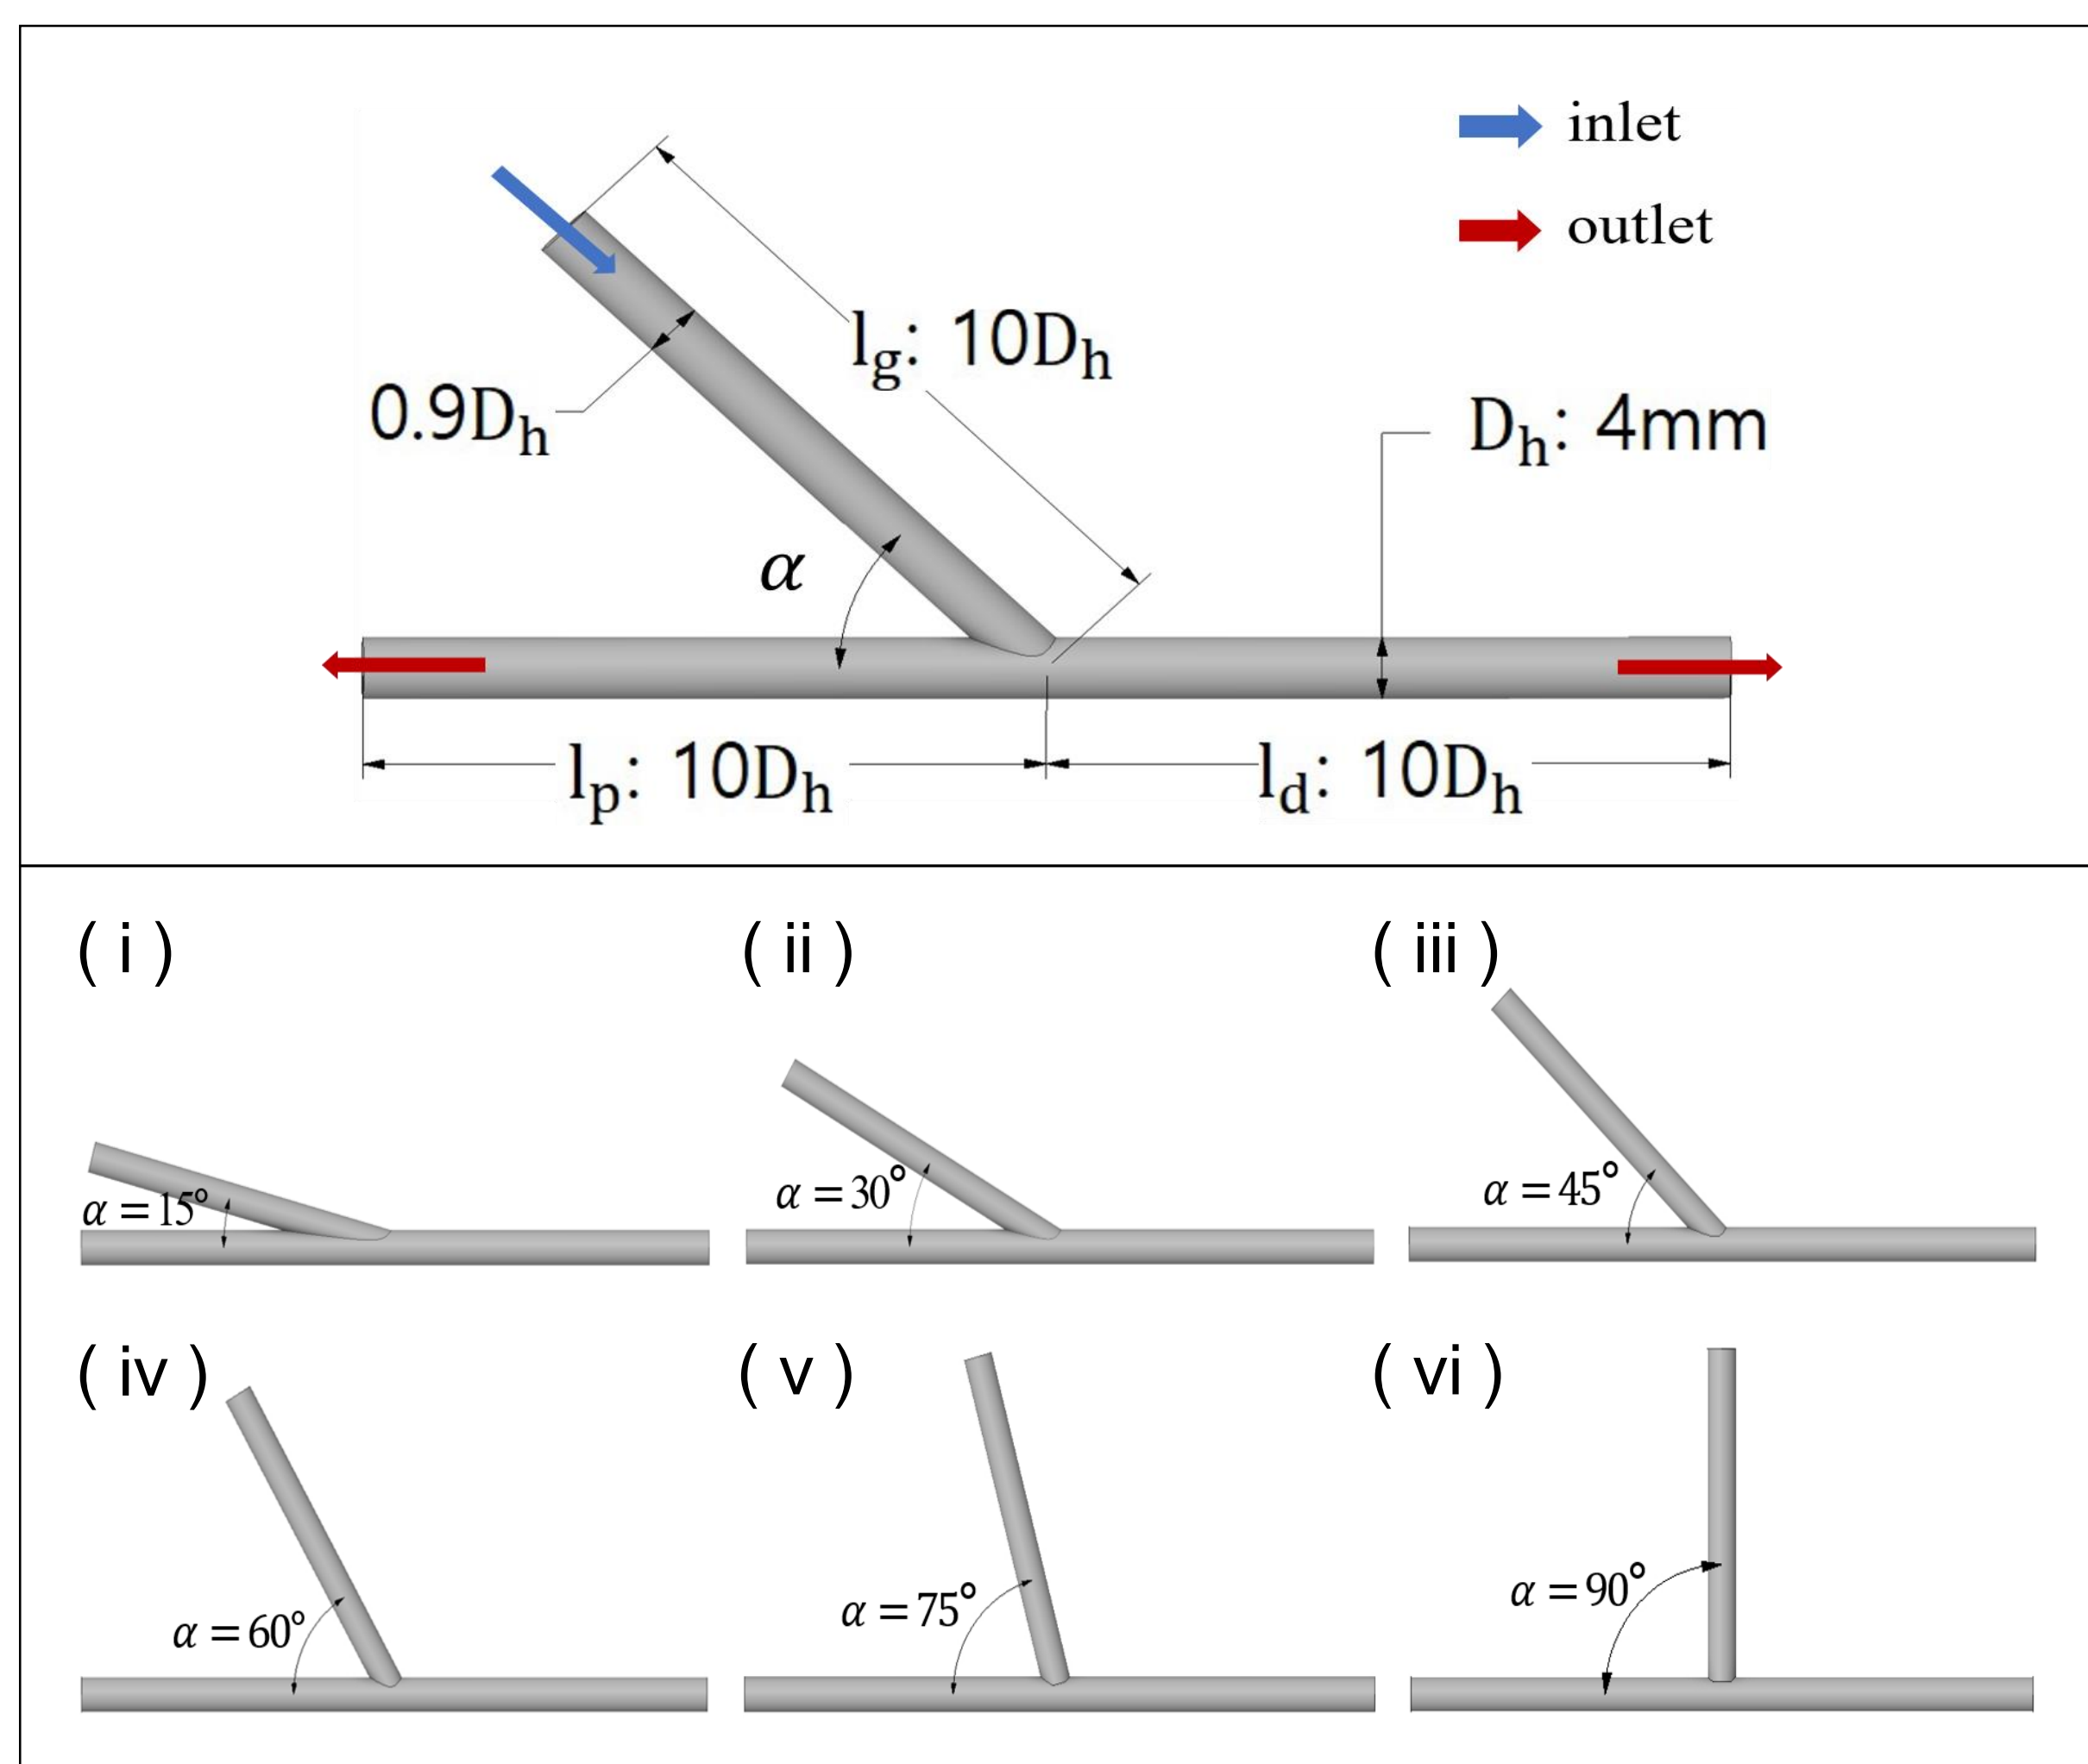 inlet
outlet
lg: 10Dh
0.9Dh
Dh: 4mm
α
lp: 10Dh
ld: 10Dh
( i )
( ii )
( iii )
α = 15°
α = 30°
α = 45°
( iv )
( v )
( vi )
α = 60°
α = 75°
α = 90°